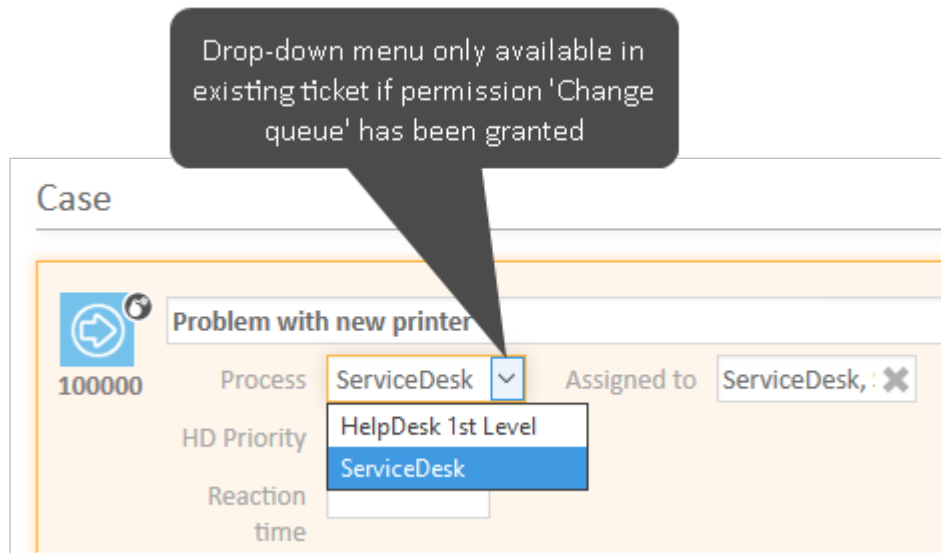 Drop-down menu only available in
existing ticket if permission 'Change
queue' has been granted
Case
Problem with new printer
100000 Process ServiceDesk Assigned to ServiceDesk,
HD Priority HelpDesk 1st Level
ServiceDesk
Reaction
time